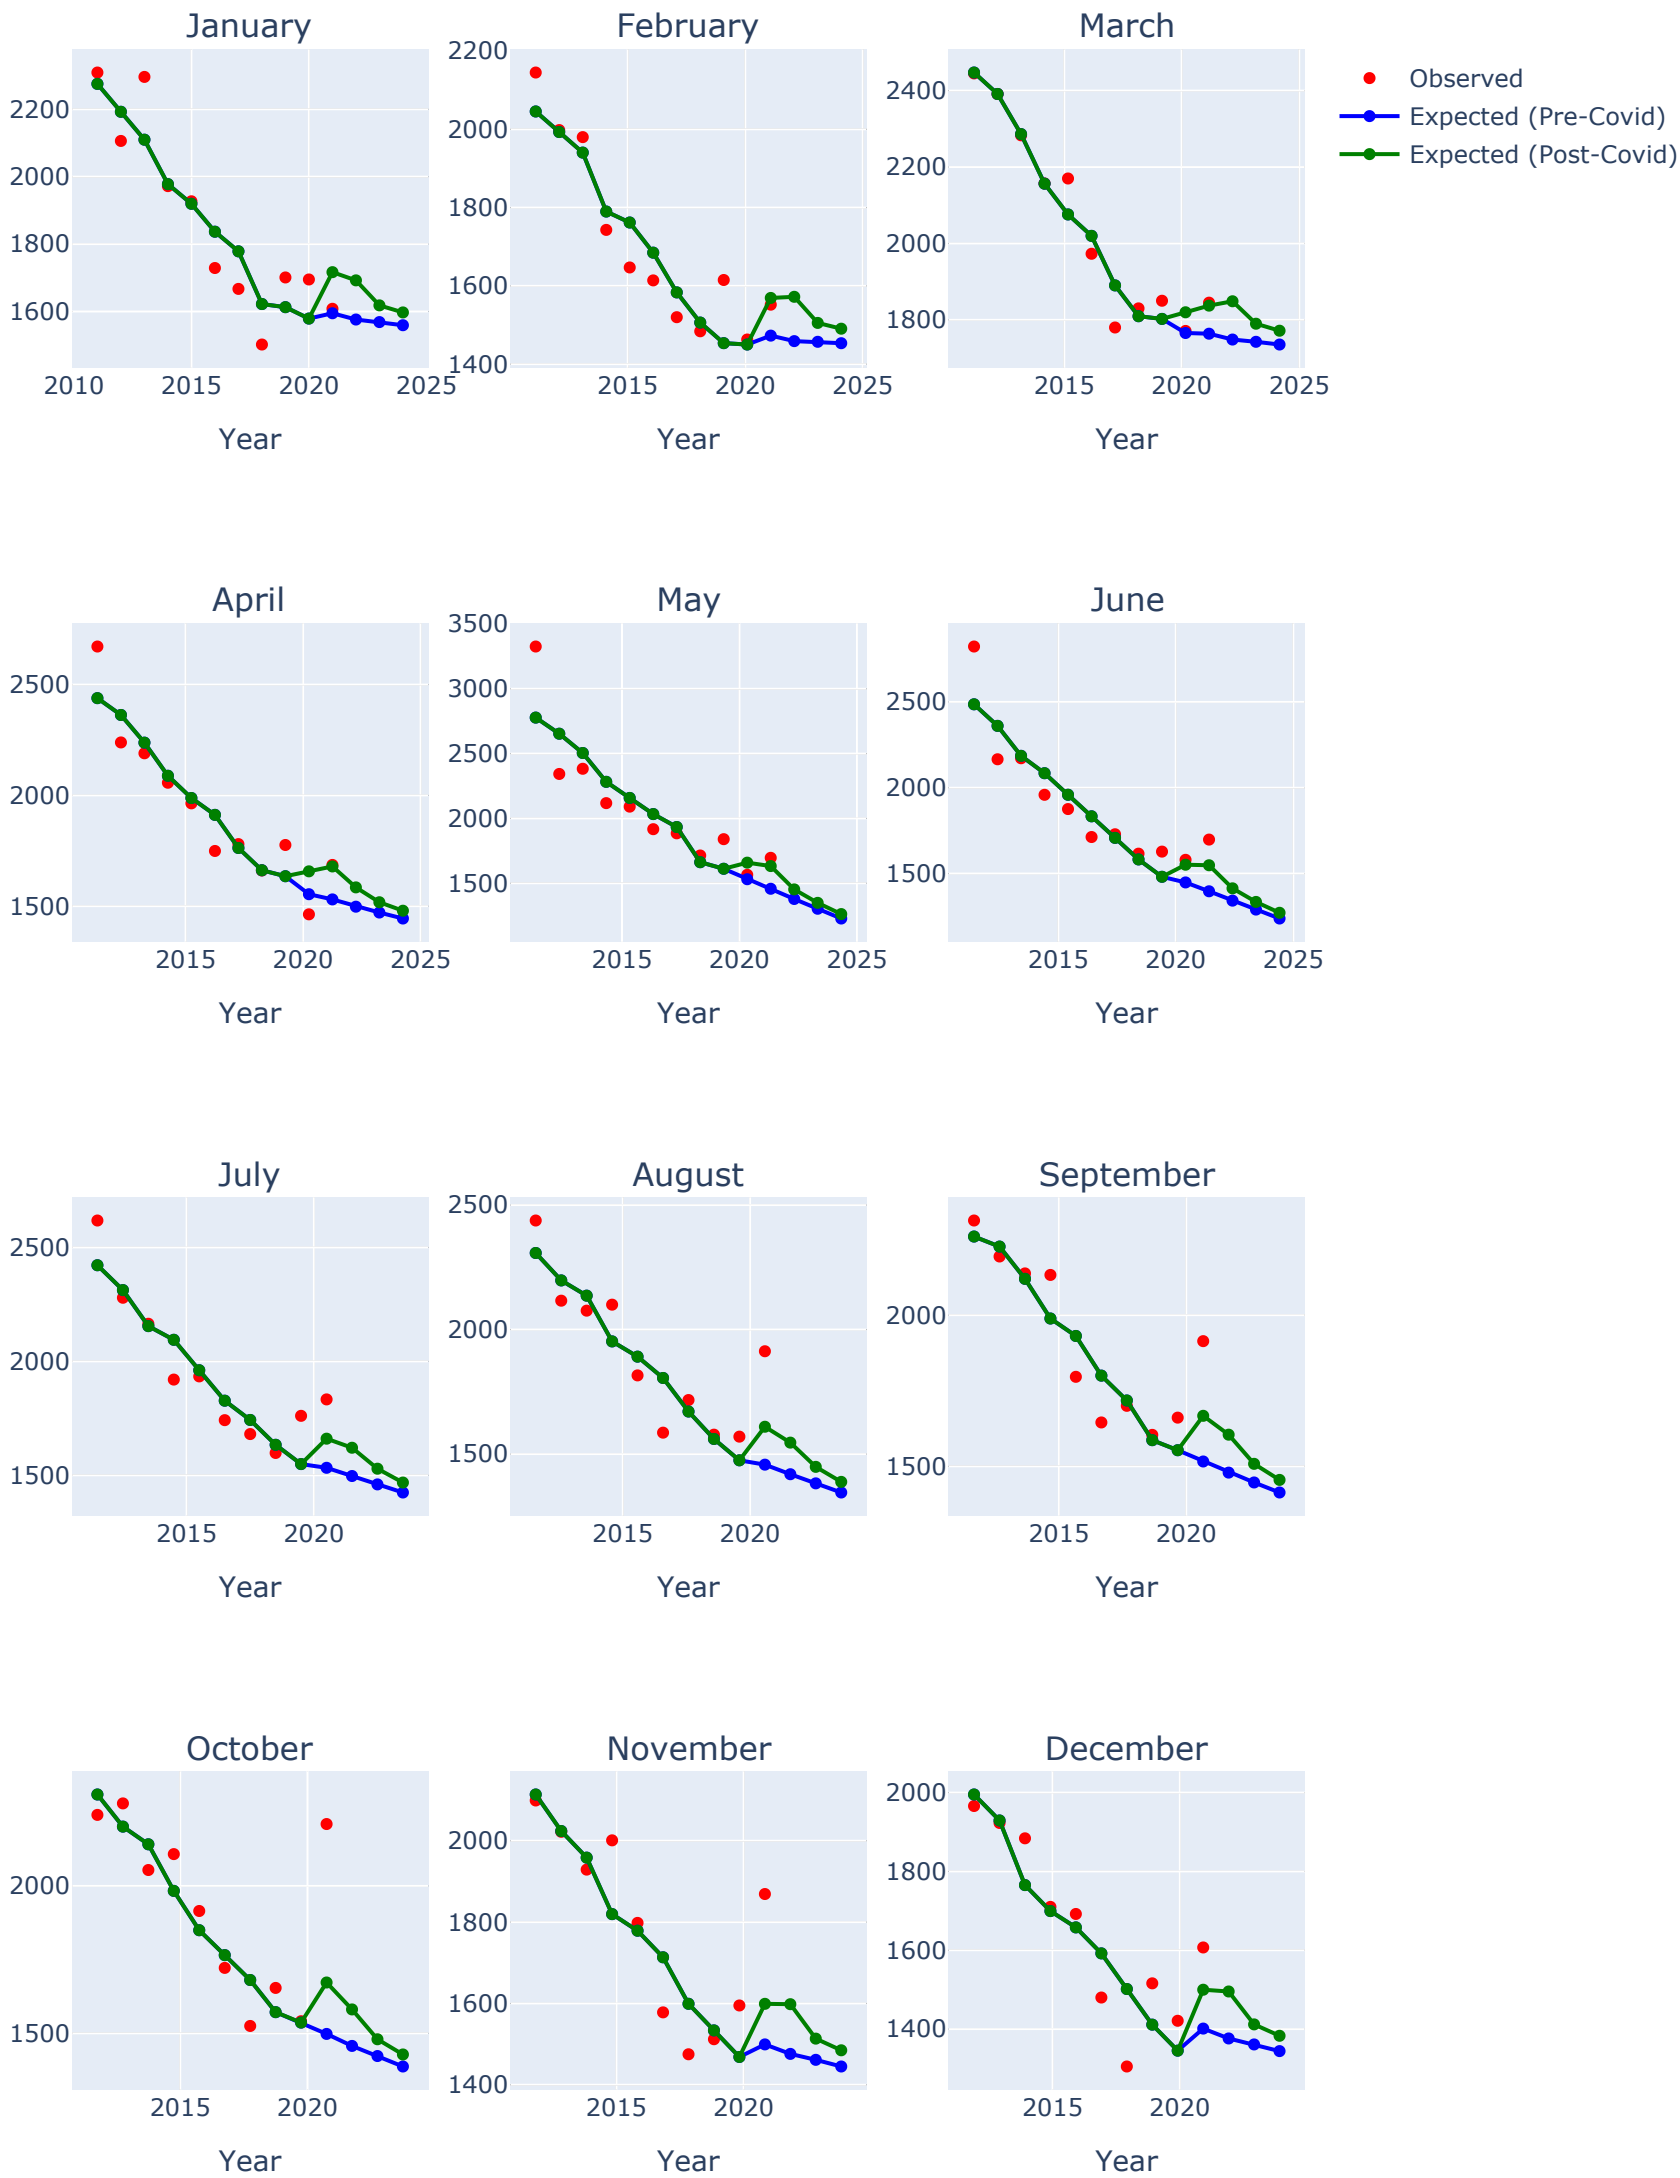 January February March
2200
2000
1800
1600
2010 2015 2020 2025
Year
2200
2000
1800
1600
1400
2015 2020 2025
Year
2400
2200
2000
1800
2015 2020 2025
Year
Observed
Expected (Pre-Covid)
Expected (Post-Covid)
April May June
2500
2000
1500
2015 2020 2025
Year
3500
3000
2500
2000
1500
2015 2020 2025
Year
2500
2000
1500
2015 2020 2025
Year
July August September
2500
2000
1500
2015 2020
Year
2500
2000
1500
2015 2020
Year
2000
1500
2015 2020
Year
October November December
2000
1500
2015 2020
Year
2000
1800
1600
1400
2015 2020
Year
2000
1800
1600
1400
2015 2020
Year